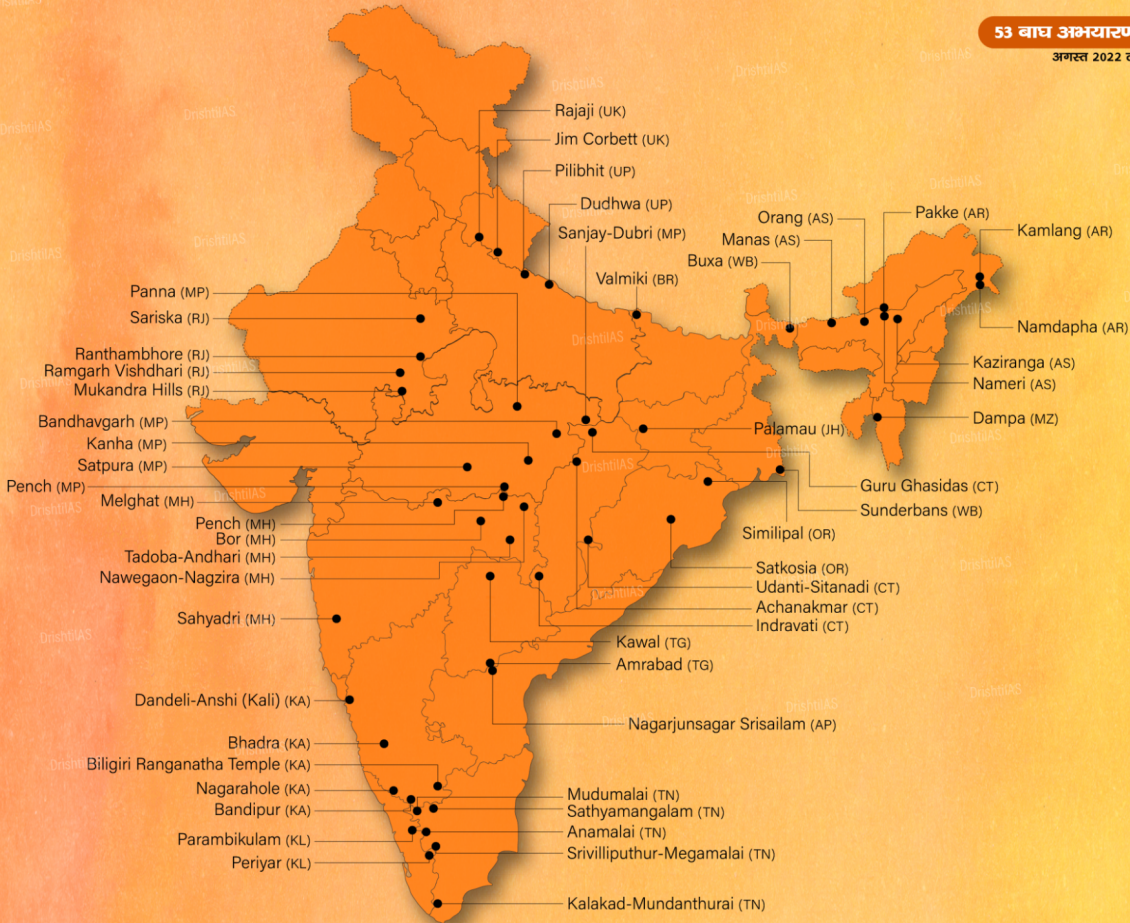 53 बाघ अभयारण
अगस्त 2022
Rajaji (UK)
Jim Corbett (UK)
Pilibhit (UP)
Dudhwa (UP)
Sanjay-Dubri (MP)
Valmiki (BR)
Orang (AS)
Manas (AS)
Buxa (WB)
Pakke (AR)
Kamlang (AR)
Namdapha (AR)
Kaziranga (AS)
Nameri (AS)
Dampa (MZ)
Panna (MP)
Sariska (RJ)
Ranthambhore (RJ)
Ramgarh Vishdhari (RJ)
Mukandra Hills (RJ)
Bandhavgarh (MP)
Kanha (MP)
Satpura (MP)
Pench (MP)
Melghat (MH)
Pench (MH)
Bor (MH)
Tadoba-Andhari (MH)
Nawegaon-Nagzira (MH)
Sahyadri (MH)
Palamau (JH)
Guru Ghasidas (CT)
Sunderbans (WB)
Similipal (OR)
Satkosia (OR)
Udanti-Sitanadi (CT)
Achanakmar (CT)
Indravati (CT)
Kawal (TG)
Amrabad (TG)
Nagarjunsagar Srisailam (AP)
Dandeli-Anshi (Kali) (KA)
Bhadra (KA)
Biligiri Ranganatha Temple (KA)
Nagarahole (KA)
Bandipur (KA)
Parambikulam (KL)
Periyar (KL)
Mudumalai (TN)
Sathyamangalam (TN)
Anamalai (TN)
Srivilliputhur-Megamalai (TN)
Kalakad-Mundanthurai (TN)
DrishtiIAS